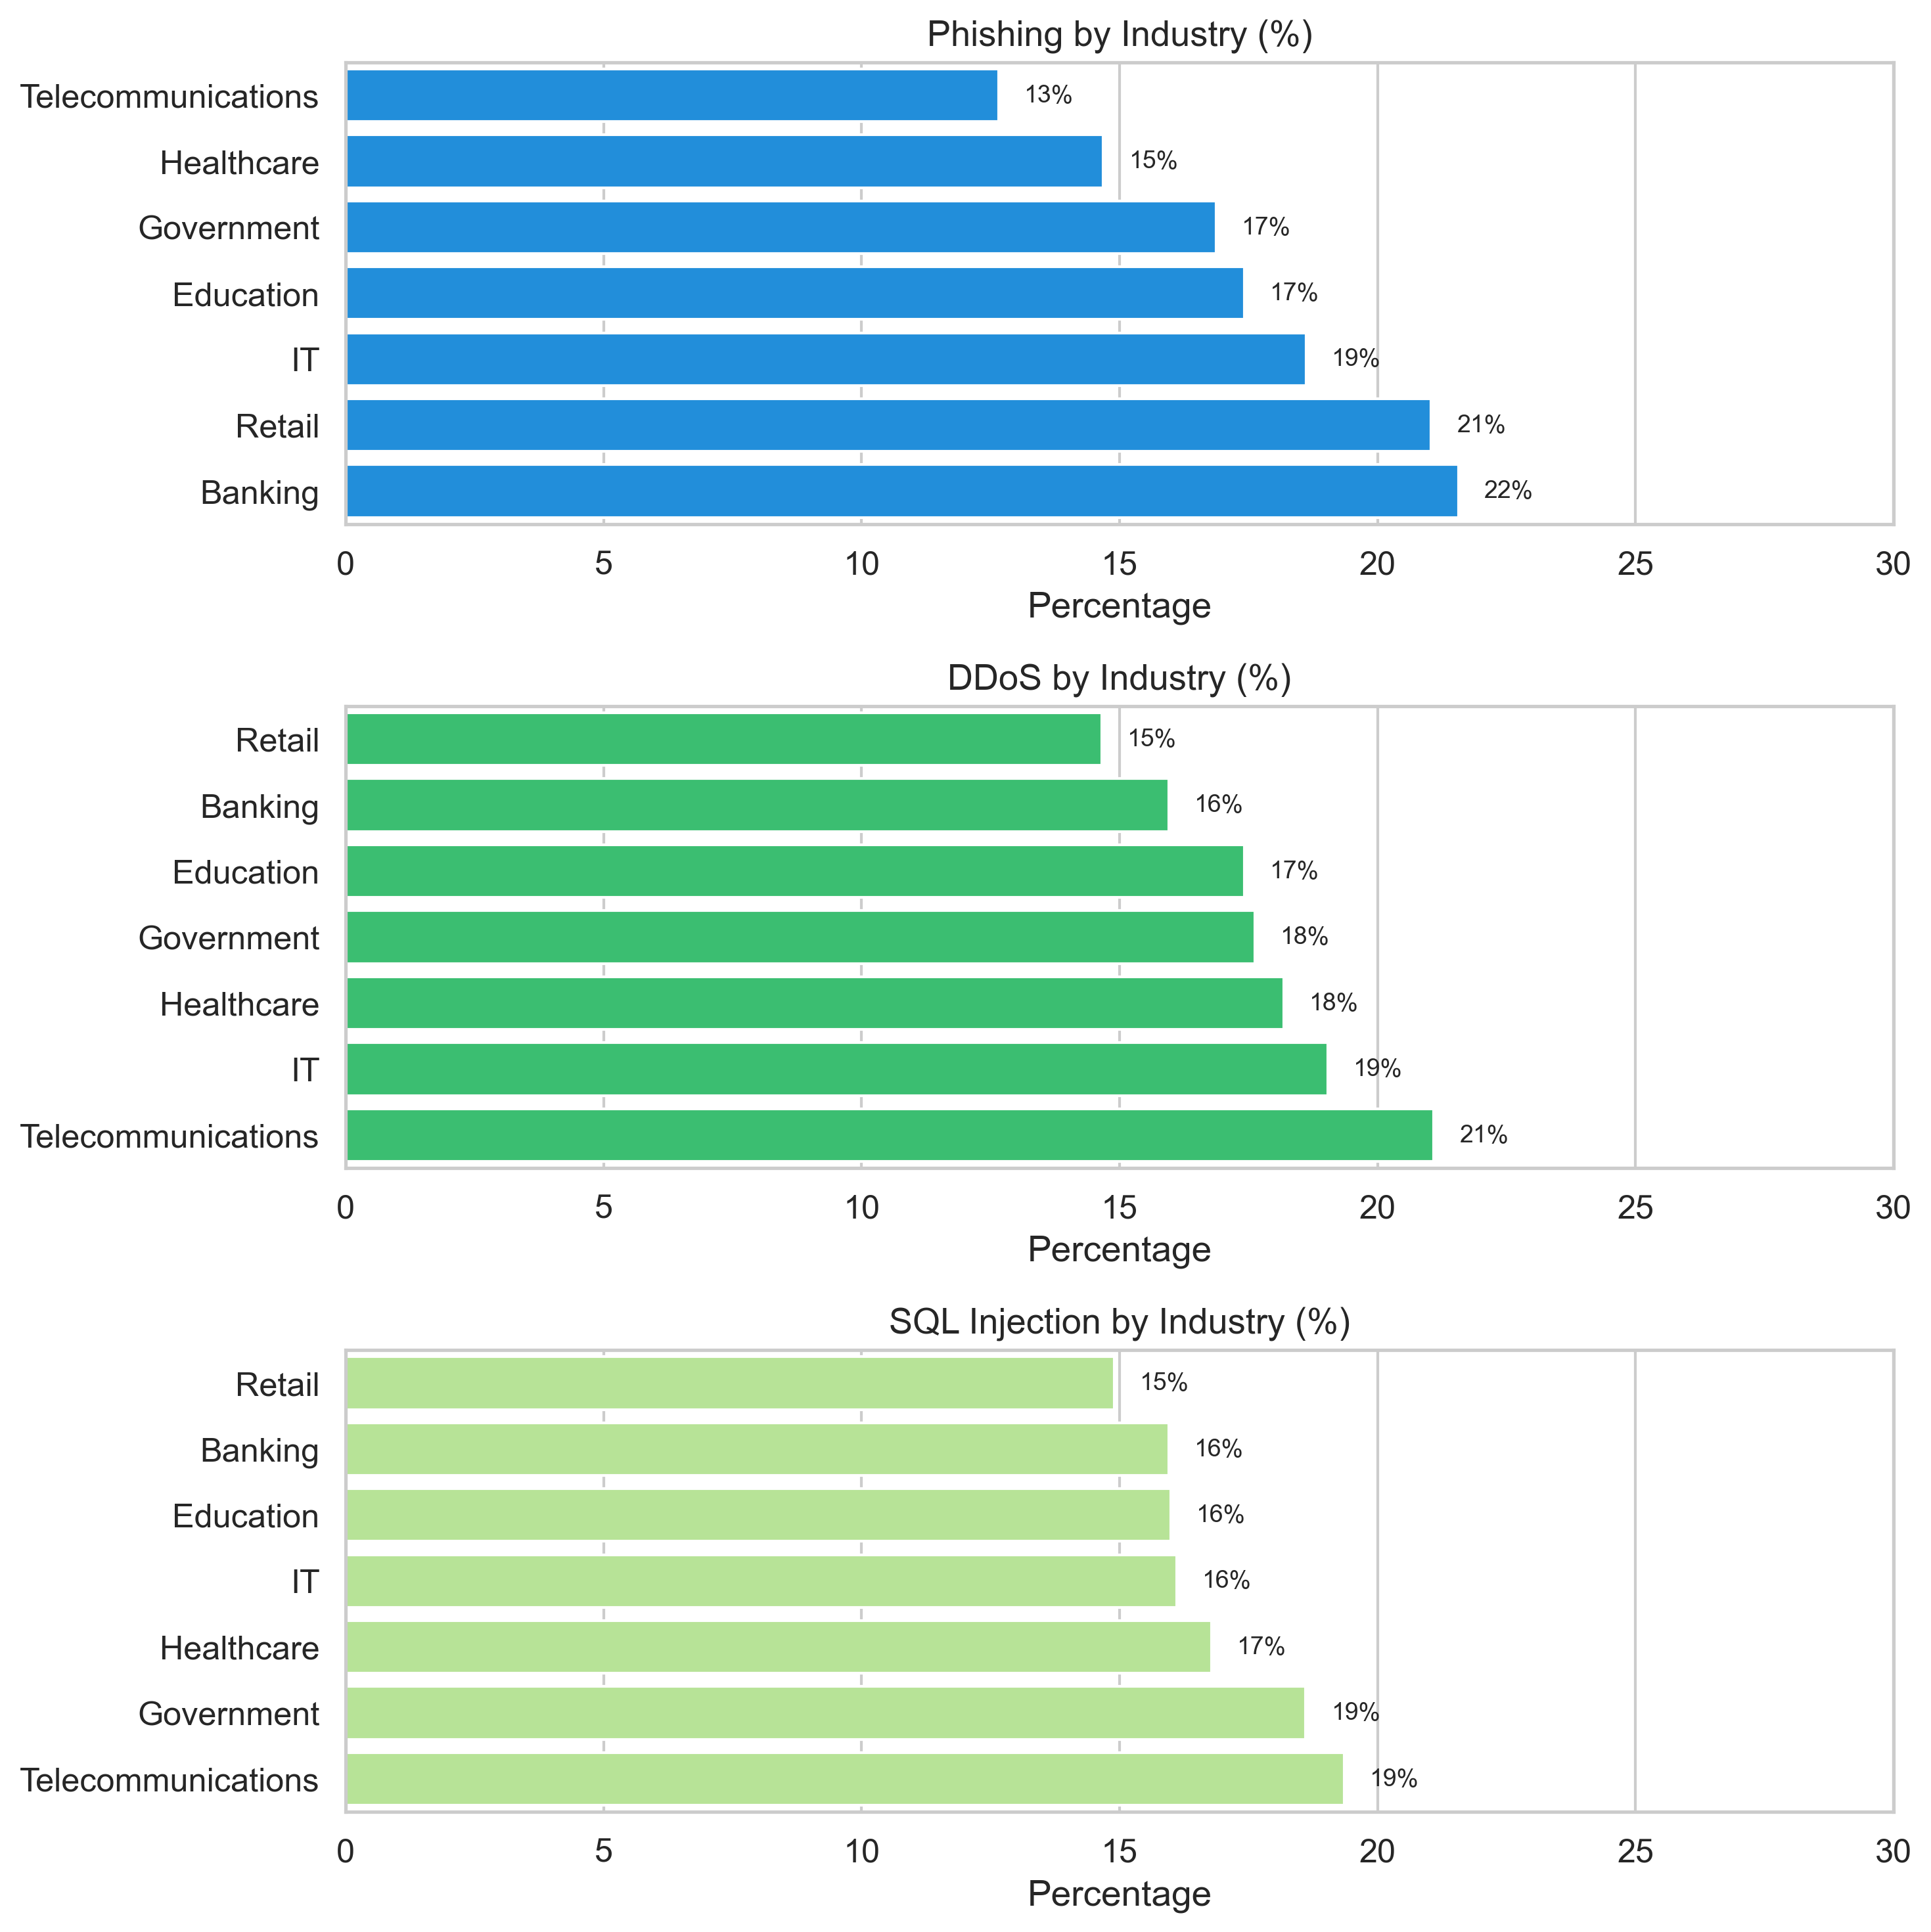 Phishing by Industry (%)
Telecommunications 13%
Healthcare 15%
Government 17%
Education 17%
IT 19%
Retail 21%
Banking 22%
0 5 10 15 20 25 30
Percentage
DDoS by Industry (%)
Retail 15%
Banking 16%
Education 17%
Government 18%
Healthcare 18%
IT 19%
Telecommunications 21%
0 5 10 15 20 25 30
Percentage
SQL Injection by Industry (%)
Retail 15%
Banking 16%
Education 16%
IT 16%
Healthcare 17%
Government 19%
Telecommunications 19%
0 5 10 15 20 25 30
Percentage